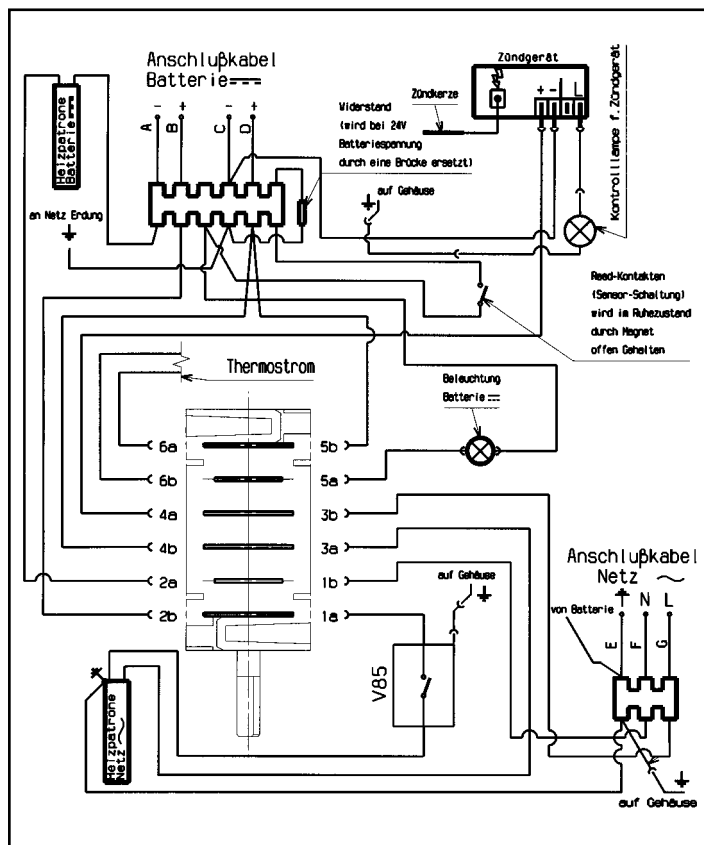 Anschlußkabel
Batterie
- + - +
A B C D
Heizpatrone
Batterie
an Netz Erdung
Widerstand
(wird bei 24V
Batteriespannung
durch eine Brücke ersetzt)
Zündkerze
Zündgerät
+ - L
Kontrolllampe f. Zündgerät
auf Gehäuse
Reed-Kontakten
(Sensor-Schaltung)
wird im Ruhezustand
durch Magnet
offen Gehalten
Thermostrom
Beleuchtung
Batterie
6a 5b
6b 5a
4a 3b
4b 3a
2a 1b
2b 1a
auf Gehäuse
V85
Anschlußkabel
Netz ~
N L
von Batterie
E F G
Heizpatrone
Netz ~
auf Gehäuse